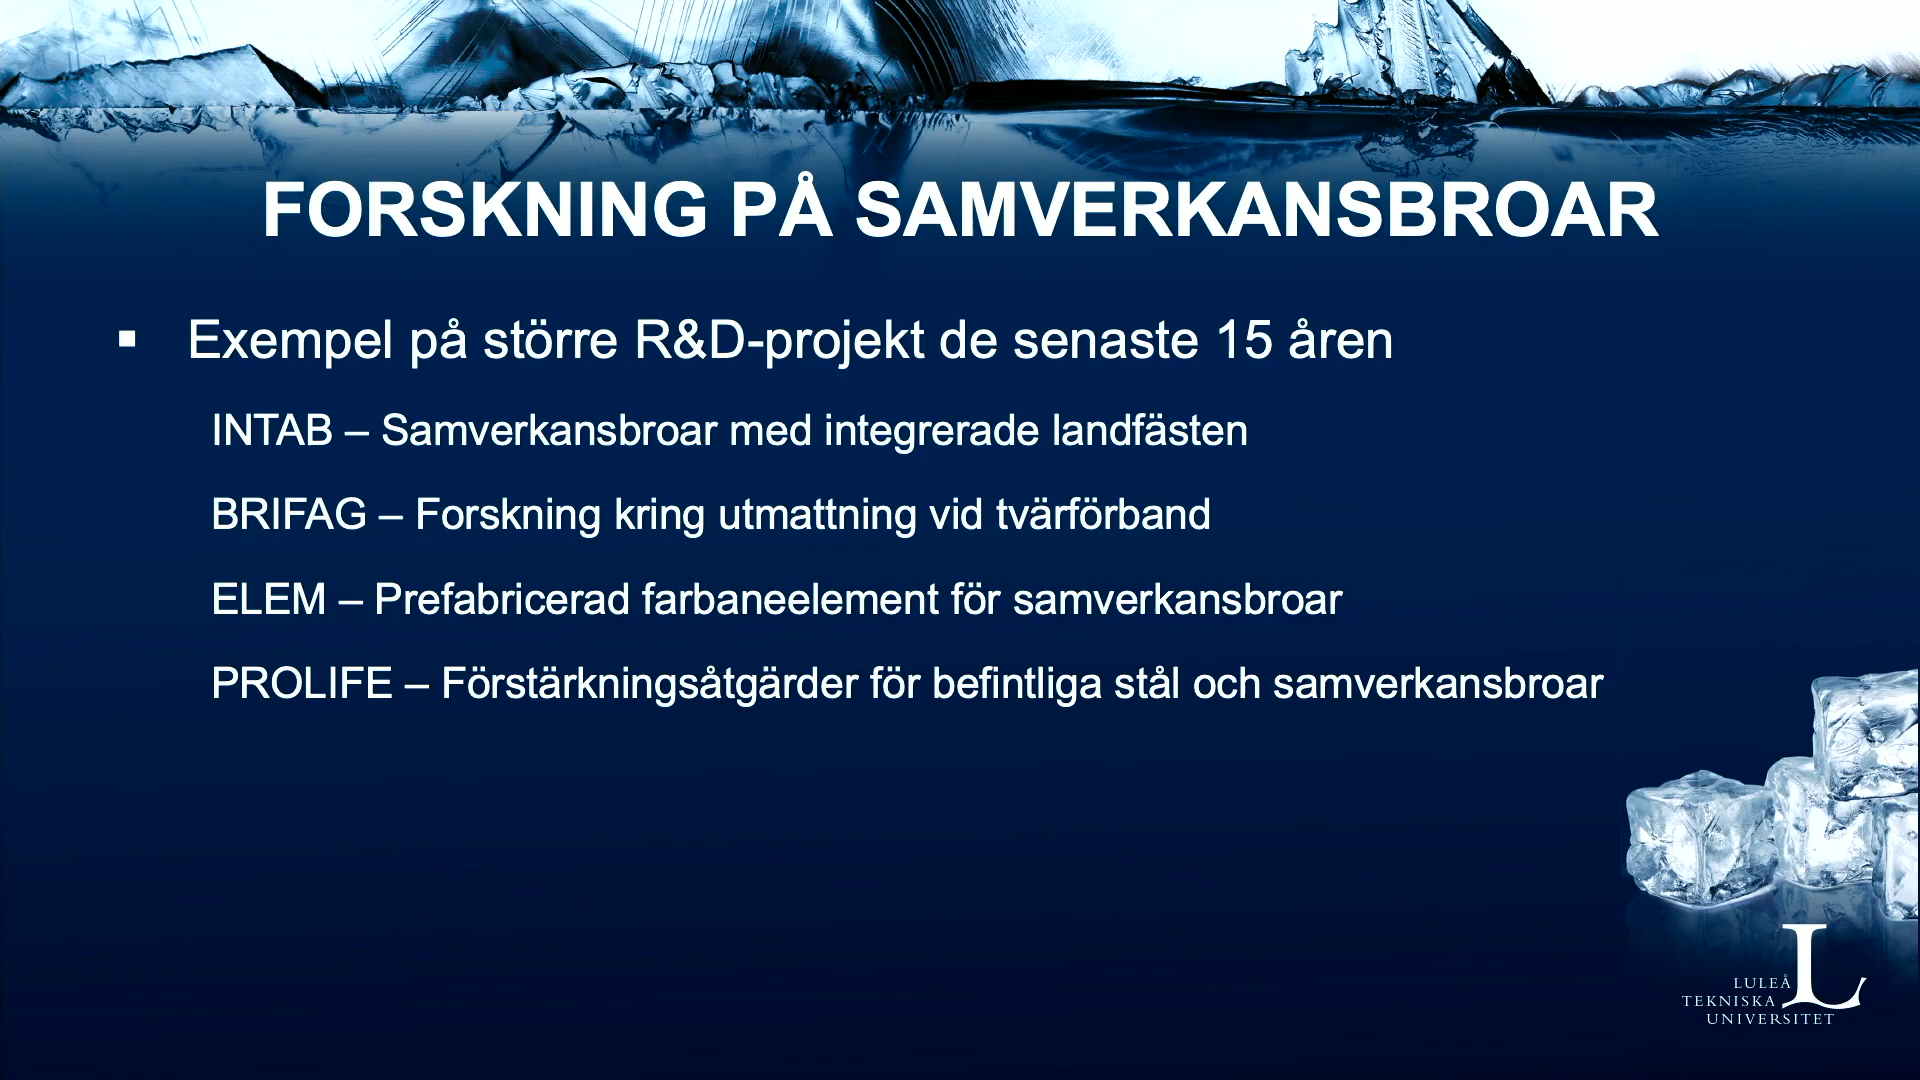 FORSKNING PÅ SAMVERKANSBROAR
▪ Exempel på större R&D-projekt de senaste 15 åren
INTAB – Samverkansbroar med integrerade landfästen
BRIFAG – Forskning kring utmattning vid tvärförband
ELEM – Prefabricerad farbaneelement för samverkansbroar
PROLIFE – Förstärkningsåtgärder för befintliga stål och samverkansbroar
LULEÅ
TEKNISKA
UNIVERSITET
L